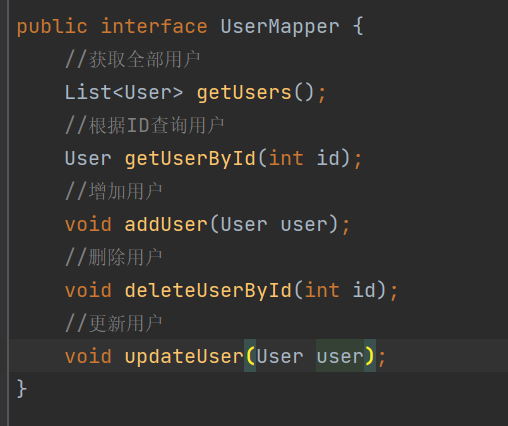 public interface UserMapper {
//获取全部用户
List<User> getUsers();
//根据ID查询用户
User getUserById(int id);
//增加用户
void addUser(User user);
//删除用户
void deleteUserById(int id);
//更新用户
void updateUser(User user);
}